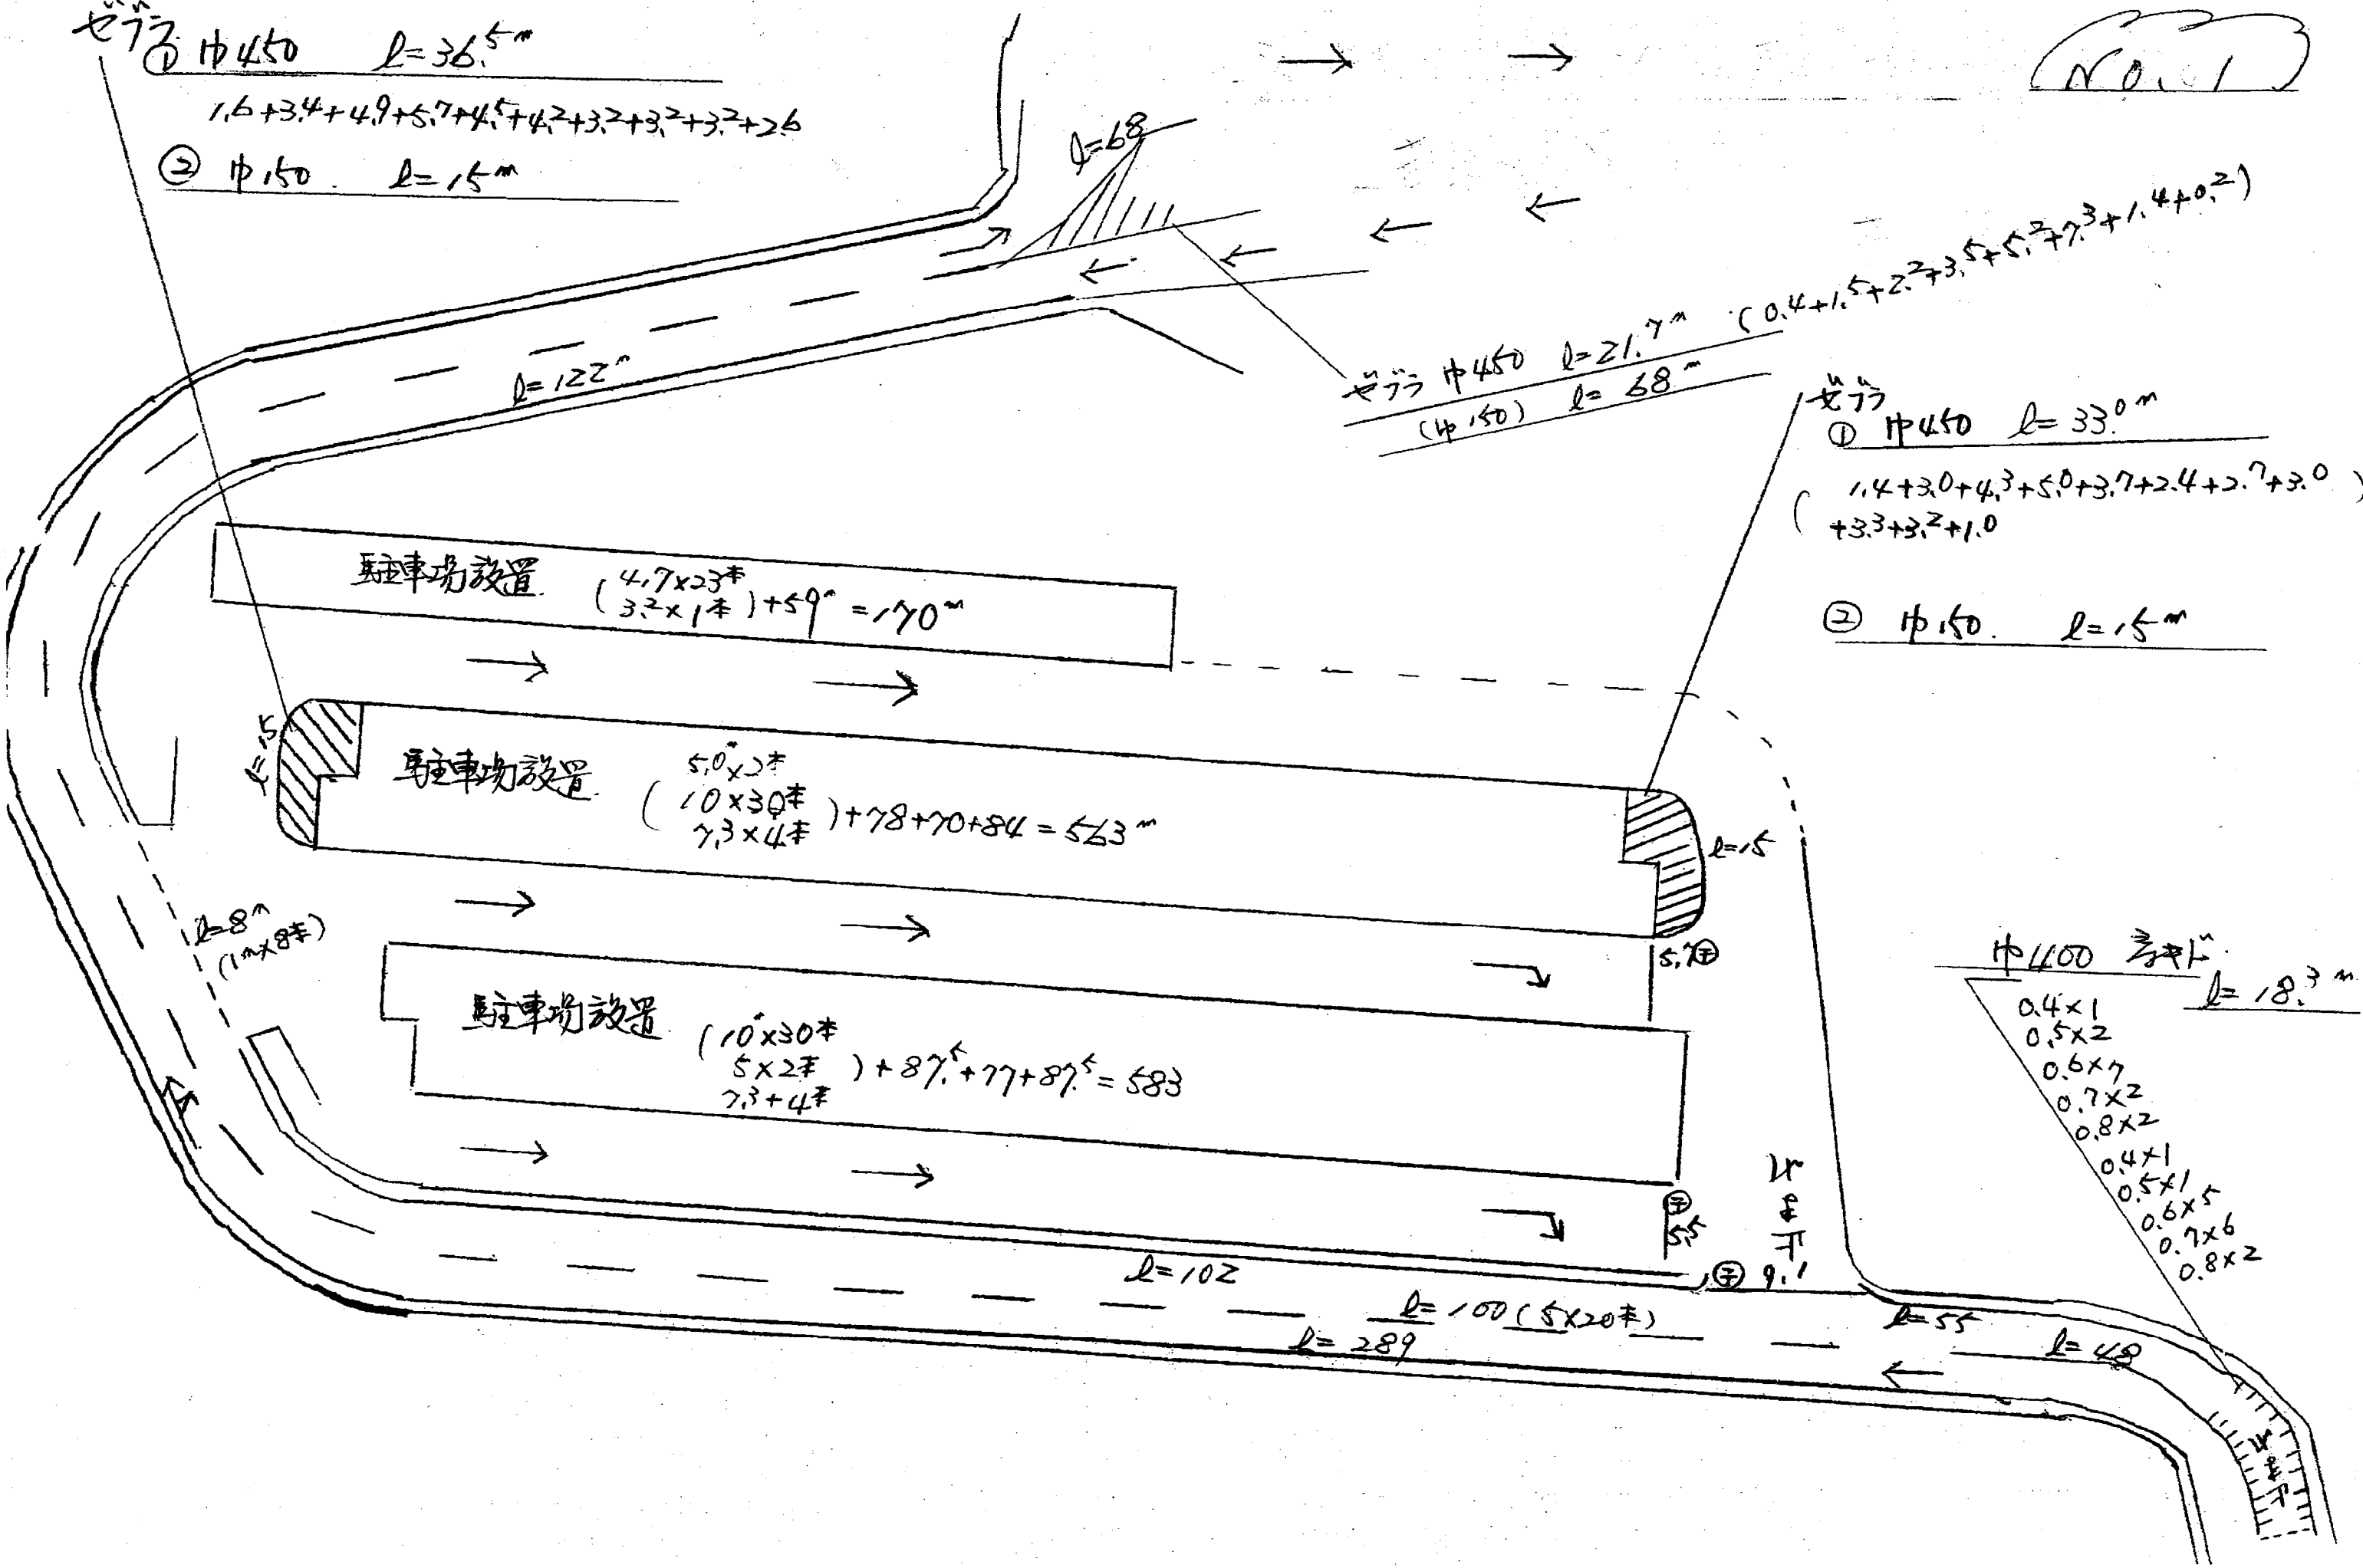 ゼブラ
① 巾450 l=36.5m
1.6+3.4+4.9+5.7+4.5+4.2+3.2+3.2+3.2+2.6
② 巾150. l=15m
NO. 1
l=68
l=122m
ゼブラ 巾450 l=21.7m (0.4+1.5+2.2+3.5+5.2+7.3+1.4+0.2)
(巾150) l=68m
ゼブラ
① 巾450 l=33.0m
(1.4+3.0+4.3+5.0+3.7+2.4+2.7+3.0
+3.3+3.2+1.0)
② 巾150. l=15m
駐車場放置. (4.7×23本
3.2×1本)+59m=170m
l=15
駐車場放置. (5.0m×2本
10×30本
7.3×4本)+78+70+84=563m
l=15
l=8m
(1m×8本)
5.7
駐車場放置. (10m×30本
5×2本
7.3+4本)+87.5+77+87.5=583
巾400
l=18.3m
0.4×1
0.5×2
0.6×7
0.7×2
0.8×2
0.4×1
0.5×1
0.6×5
0.7×6
0.8×2
5.5
9.1
l=102
l=100(5×20本)
l=289
l=55
l=48